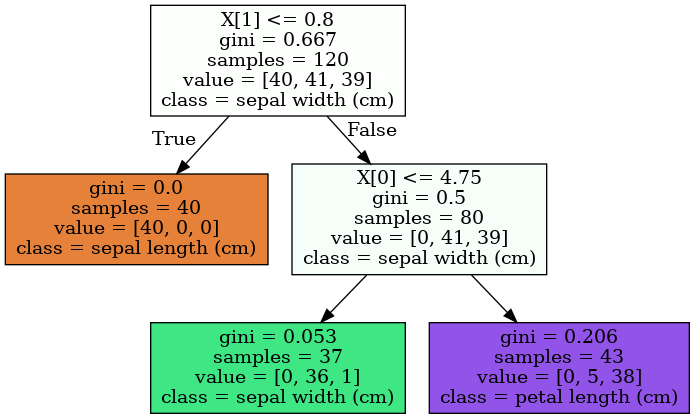 X[1] <= 0.8
gini = 0.667
samples = 120
value = [40, 41, 39]
class = sepal width (cm)
True
False
gini = 0.0
samples = 40
value = [40, 0, 0]
class = sepal length (cm)
X[0] <= 4.75
gini = 0.5
samples = 80
value = [0, 41, 39]
class = sepal width (cm)
gini = 0.053
samples = 37
value = [0, 36, 1]
class = sepal width (cm)
gini = 0.206
samples = 43
value = [0, 5, 38]
class = petal length (cm)